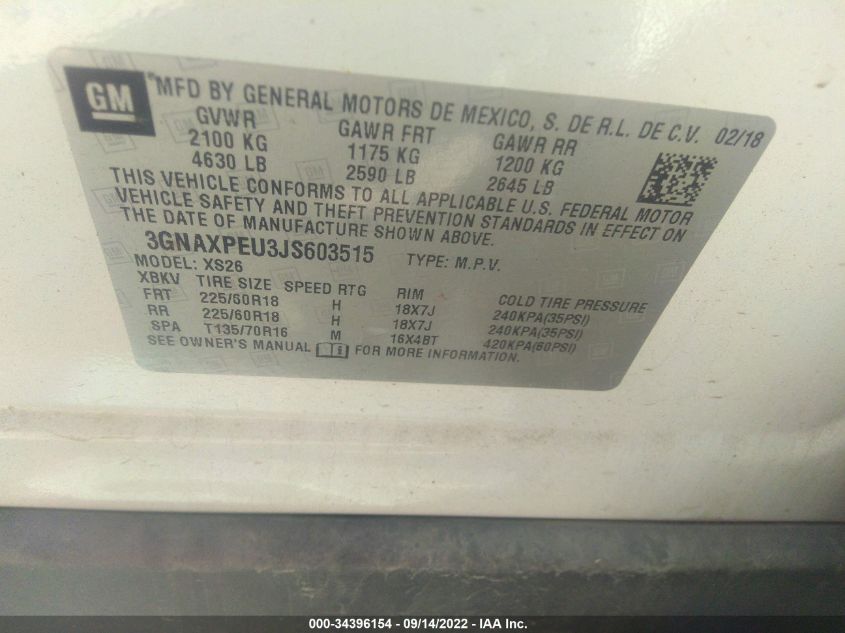 GM
MFD BY GENERAL MOTORS DE MEXICO, S. DE R.L. DE C.V. 02/18
GVWR GAWR FRT GAWR RR
2100 KG 1175 KG 1200 KG
4630 LB 2590 LB 2645 LB
THIS VEHICLE CONFORMS TO ALL APPLICABLE U.S. FEDERAL MOTOR
VEHICLE SAFETY AND THEFT PREVENTION STANDARDS IN EFFECT ON
THE DATE OF MANUFACTURE SHOWN ABOVE.
3GNAXPEU3JS603515 TYPE: M.P.V.
MODEL: XS26
XBKV TIRE SIZE SPEED RTG RIM COLD TIRE PRESSURE
FRT 225/60R18 H 18X7J 240KPA(35PSI)
RR 225/60R18 H 18X7J 240KPA(35PSI)
SPA T135/70R16 M 16X4BT 420KPA(60PSI)
SEE OWNER'S MANUAL FOR MORE INFORMATION.
000-34396154 - 09/14/2022 - IAA Inc.